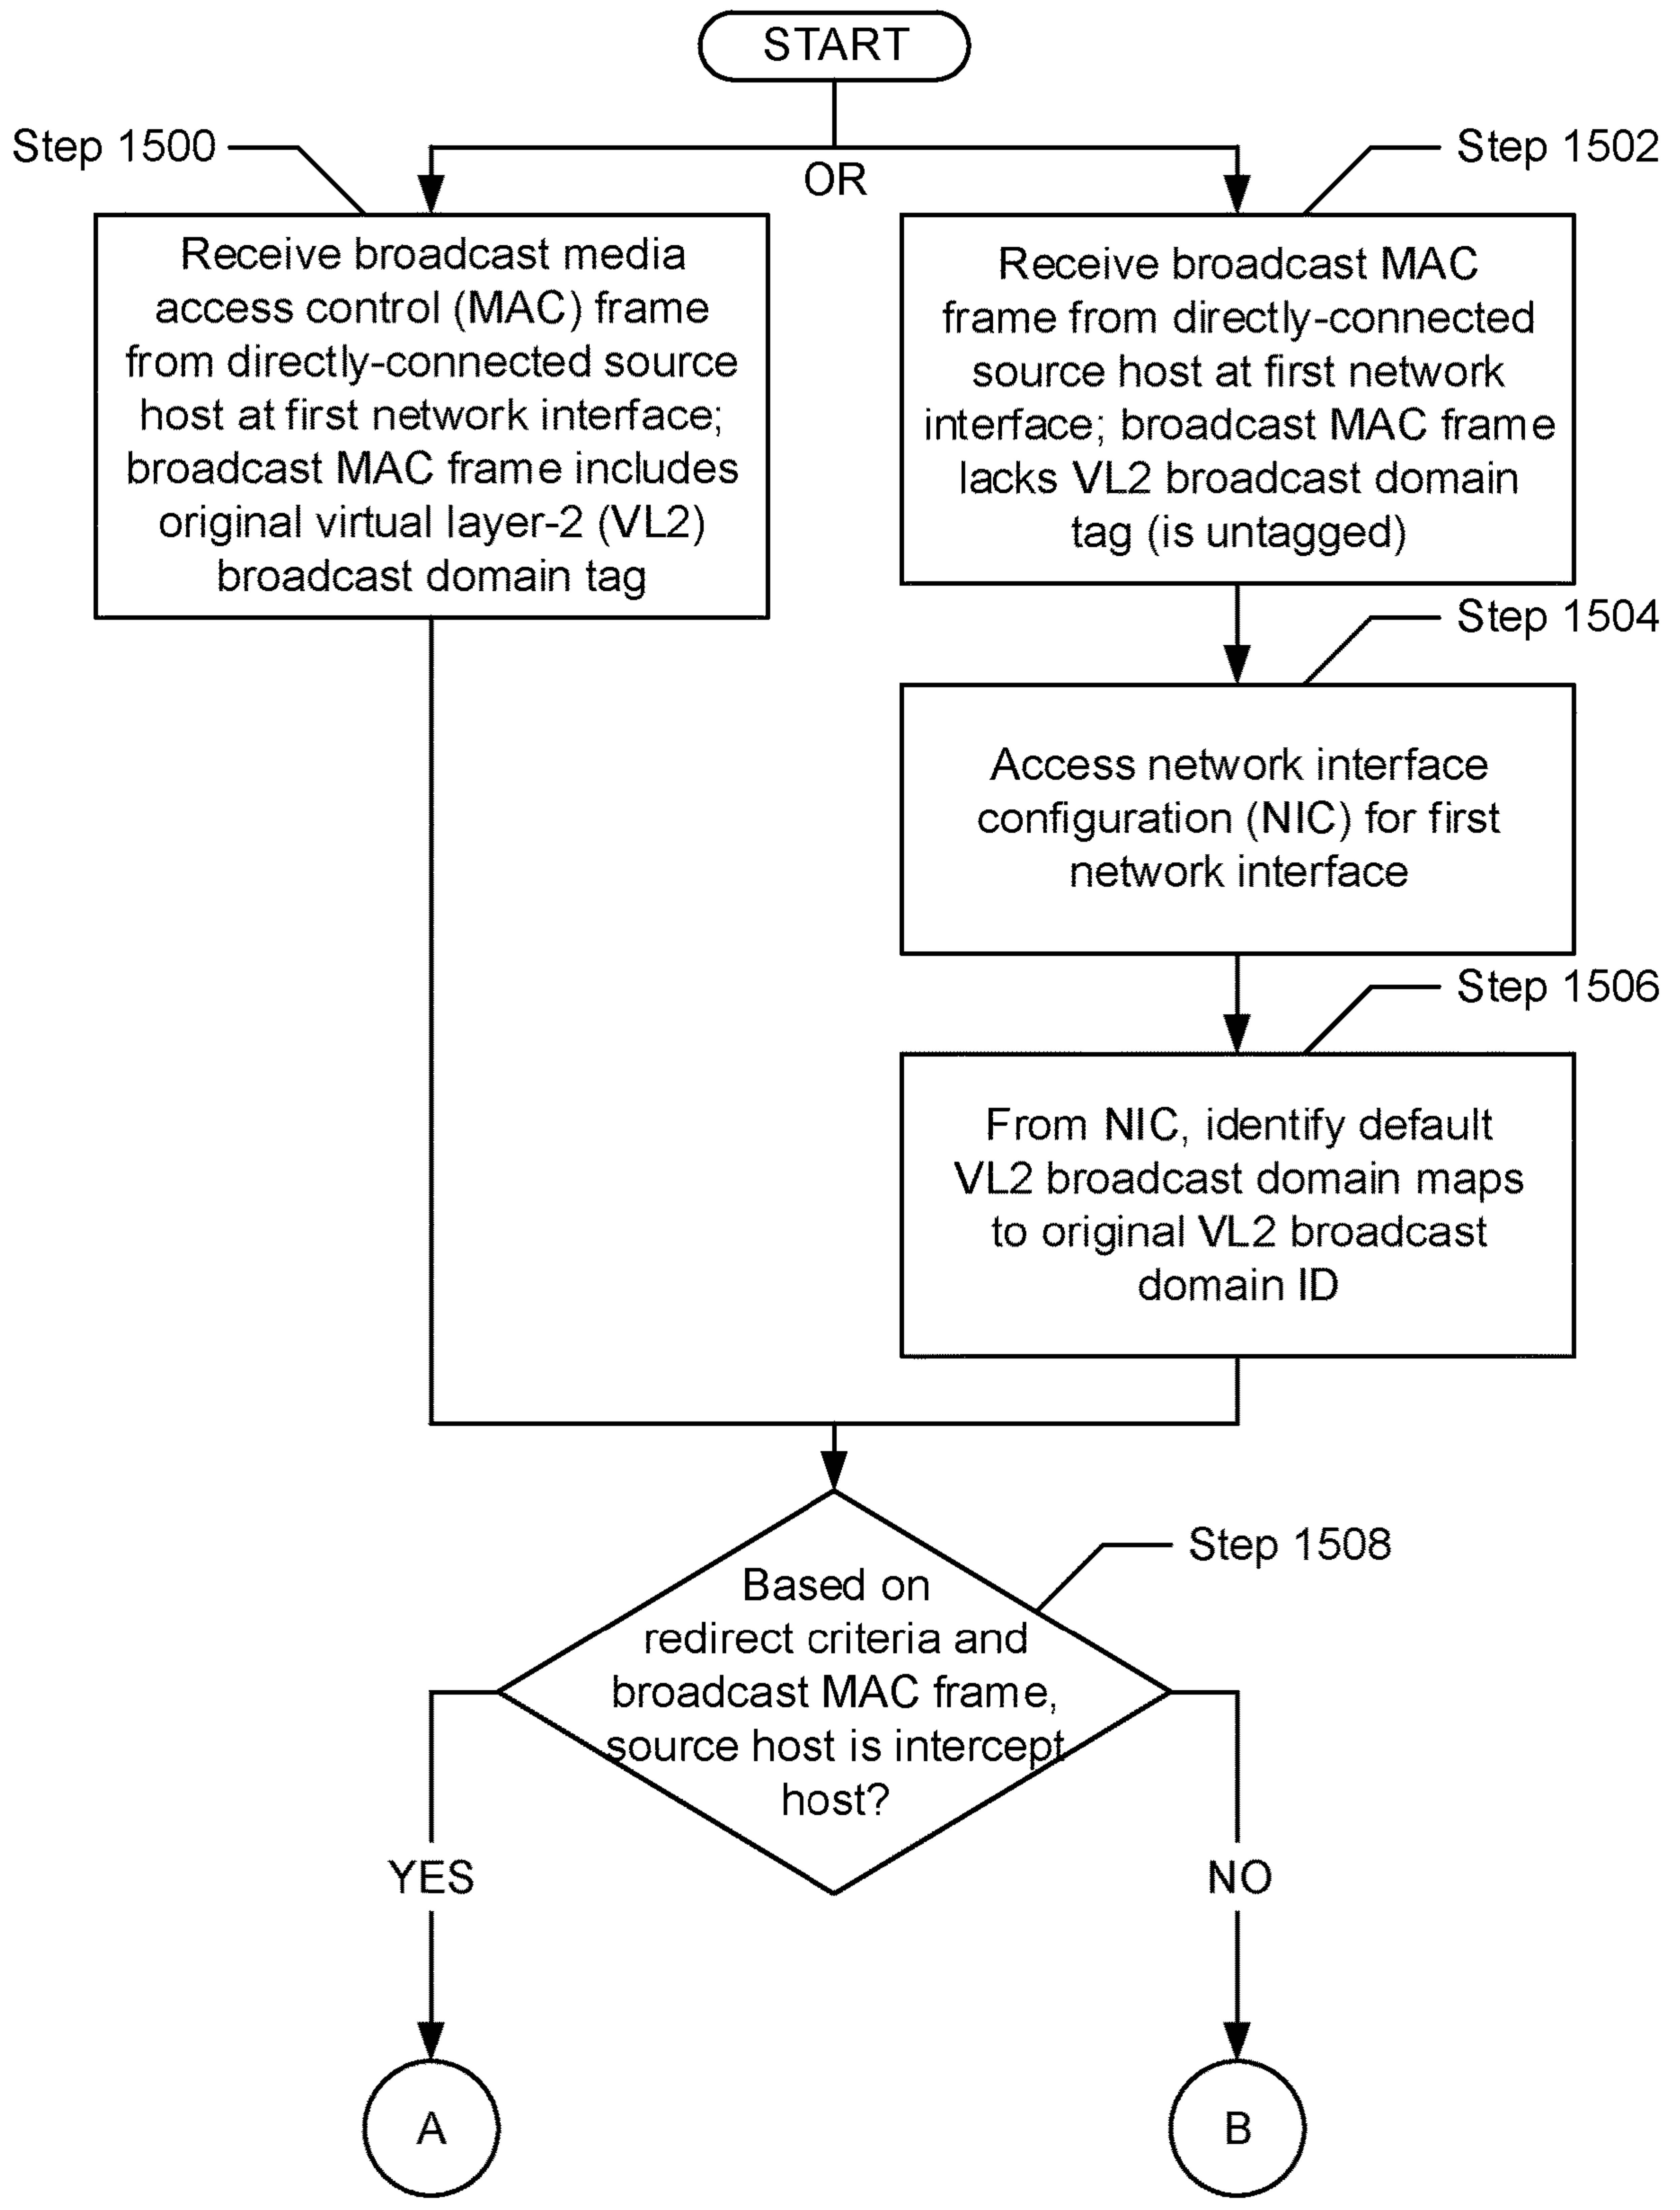 START
Step 1500
OR
Step 1502
Receive broadcast media
access control (MAC) frame
from directly-connected source
host at first network interface;
broadcast MAC frame includes
original virtual layer-2 (VL2)
broadcast domain tag
Receive broadcast MAC
frame from directly-connected
source host at first network
interface; broadcast MAC frame
lacks VL2 broadcast domain
tag (is untagged)
Step 1504
Access network interface
configuration (NIC) for first
network interface
Step 1506
From NIC, identify default
VL2 broadcast domain maps
to original VL2 broadcast
domain ID
Step 1508
Based on
redirect criteria and
broadcast MAC frame,
source host is intercept
host?
YES
NO
A
B